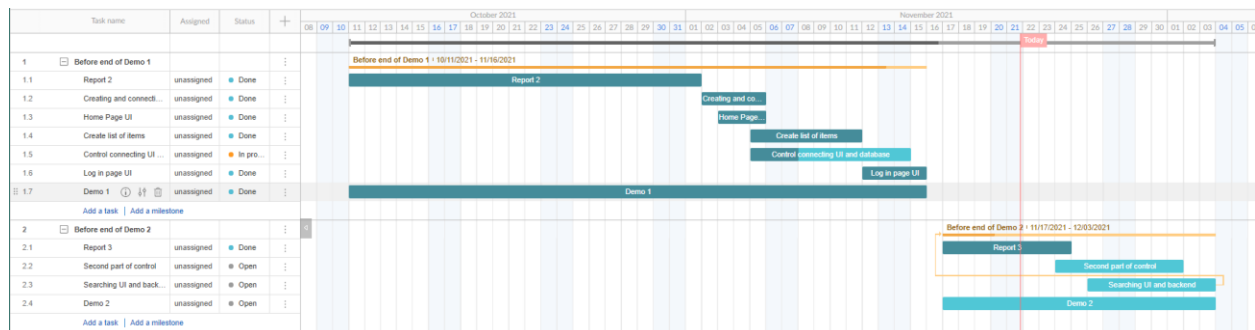 Task name Assigned Status
October 2021 November 2021
08 09 10 11 12 13 14 15 16 17 18 19 20 21 22 23 24 25 26 27 28 29 30 31 01 02 03 04 05 06 07 08 09 10 11 12 13 14 15 16 17 18 19 20 21 22 23 24 25 26 27 28 29 30 01 02 03 04 05
Today
1 Before end of Demo 1 Before end of Demo 1 10/11/2021 - 11/16/2021
1.1 Report 2 unassigned Done Report 2
1.2 Creating and connecti... unassigned Done Creating and co...
1.3 Home Page UI unassigned Done Home Page...
1.4 Create list of items unassigned Done Create list of items
1.5 Control connecting UI ... unassigned In pro... Control connecting UI and database
1.6 Log in page UI unassigned Done Log in page UI
1.7 Demo 1 unassigned Done Demo 1
Add a task | Add a milestone
2 Before end of Demo 2 Before end of Demo 2 11/17/2021 - 12/03/2021
2.1 Report 3 unassigned Done Report 3
2.2 Second part of control unassigned Open Second part of control
2.3 Searching UI and back... unassigned Open Searching UI and backend
2.4 Demo 2 unassigned Open Demo 2
Add a task | Add a milestone